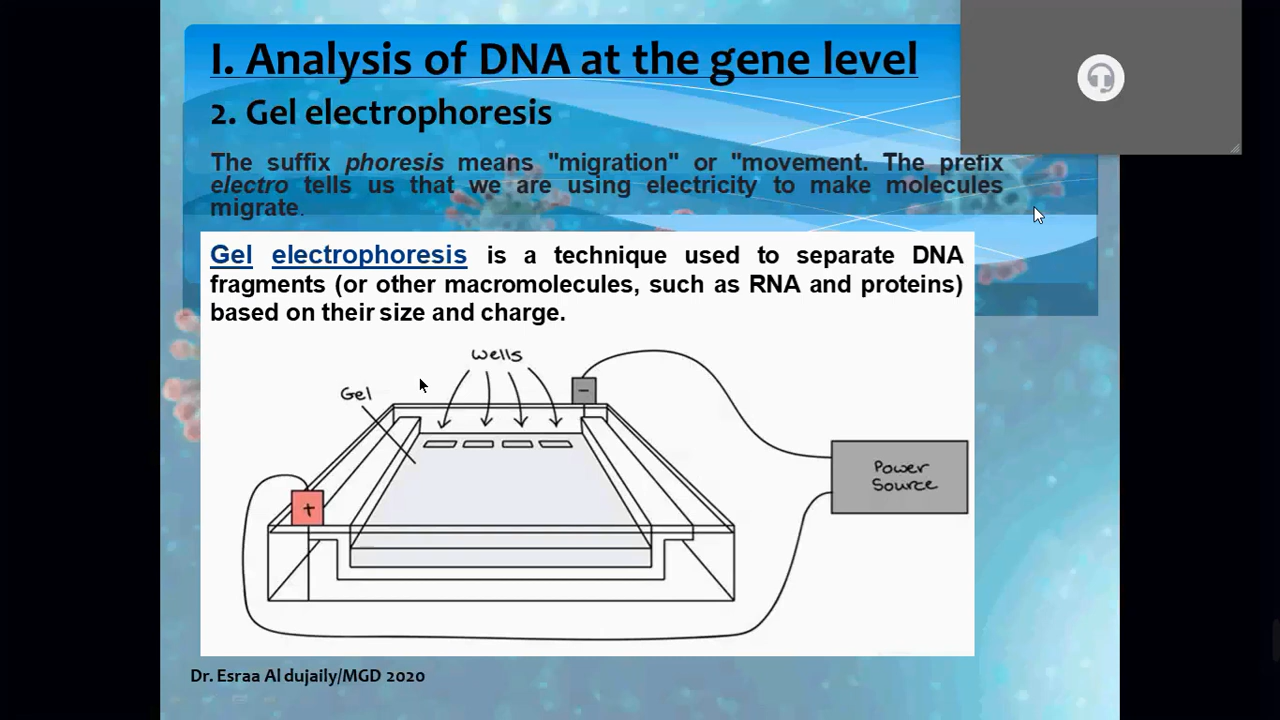 I. Analysis of DNA at the gene level
2. Gel electrophoresis
The suffix phoresis means "migration" or "movement. The prefix
electro tells us that we are using electricity to make molecules
migrate.
Gel electrophoresis is a technique used to separate DNA
fragments (or other macromolecules, such as RNA and proteins)
based on their size and charge.
Wells
Gel
−
+
Power
Source
Dr. Esraa Al dujaily/MGD 2020